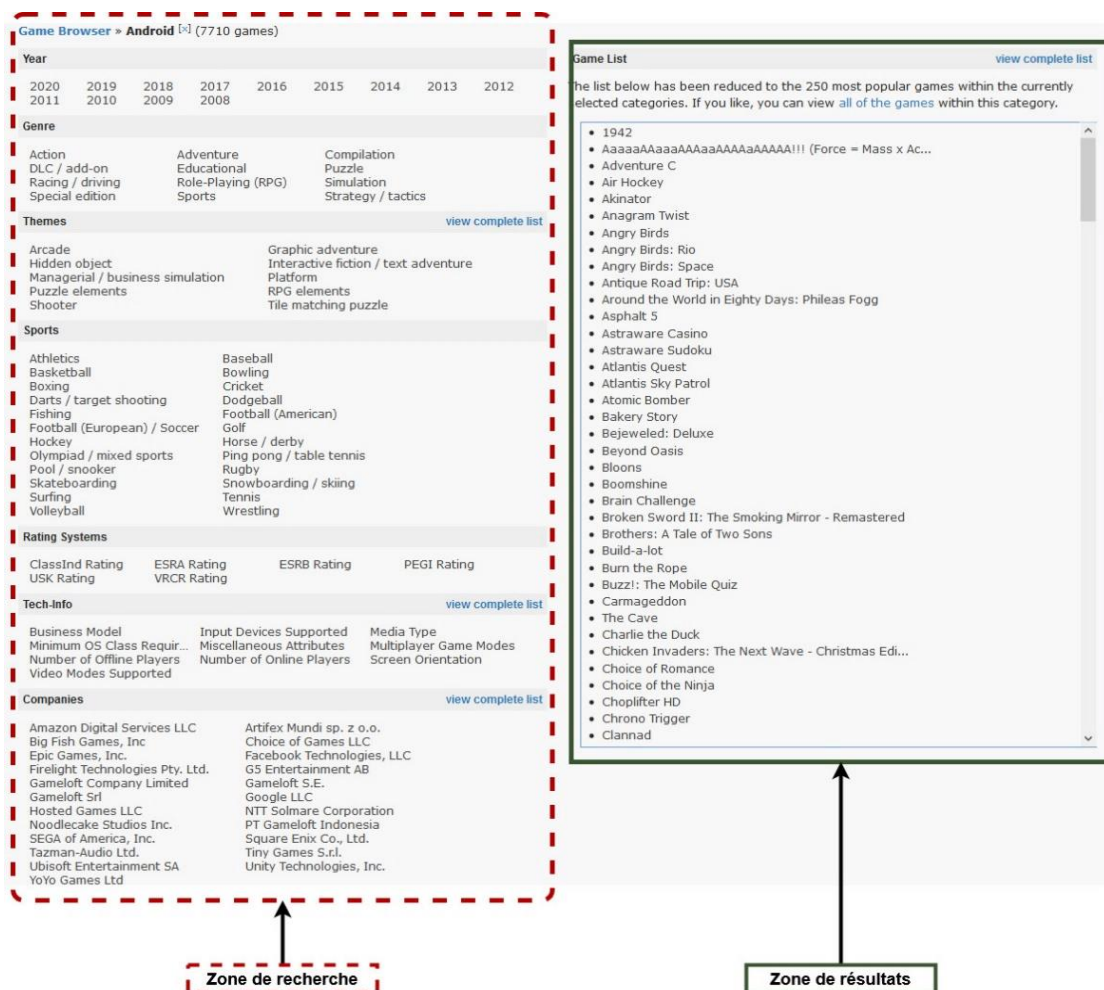 Game Browser » Android [x] (7710 games)
Year
2020 2019 2018 2017 2016 2015 2014 2013 2012
2011 2010 2009 2008
Genre
Action Adventure Compilation
DLC / add-on Educational Puzzle
Racing / driving Role-Playing (RPG) Simulation
Special edition Sports Strategy / tactics
Themes view complete list
Arcade Graphic adventure
Hidden object Interactive fiction / text adventure
Managerial / business simulation Platform
Puzzle elements RPG elements
Shooter Tile matching puzzle
Sports
Athletics Baseball
Basketball Bowling
Boxing Cricket
Darts / target shooting Dodgeball
Fishing Football (American)
Football (European) / Soccer Golf
Hockey Horse / derby
Olympiad / mixed sports Ping pong / table tennis
Pool / snooker Rugby
Skateboarding Snowboarding / skiing
Surfing Tennis
Volleyball Wrestling
Rating Systems
ClassInd Rating ESRA Rating ESRB Rating PEGI Rating
USK Rating VRCR Rating
Tech-Info view complete list
Business Model Input Devices Supported Media Type
Minimum OS Class Requir... Miscellaneous Attributes Multiplayer Game Modes
Number of Offline Players Number of Online Players Screen Orientation
Video Modes Supported
Companies view complete list
Amazon Digital Services LLC Artifex Mundi sp. z o.o.
Big Fish Games, Inc Choice of Games LLC
Epic Games, Inc. Facebook Technologies, LLC
Firelight Technologies Pty. Ltd. G5 Entertainment AB
Gameloft Company Limited Gameloft S.E.
Gameloft Srl Google LLC
Hosted Games LLC NTT Solmare Corporation
Noodlecake Studios Inc. PT Gameloft Indonesia
SEGA of America, Inc. Square Enix Co., Ltd.
Tazman-Audio Ltd. Tiny Games S.r.l.
Ubisoft Entertainment SA Unity Technologies, Inc.
YoYo Games Ltd
Zone de recherche
Game List view complete list
The list below has been reduced to the 250 most popular games within the currently
selected categories. If you like, you can view all of the games within this category.
1942
AaaaaAAaaaAAAaaAAAAaAAAAA!!! (Force = Mass x Ac...
Adventure C
Air Hockey
Akinator
Anagram Twist
Angry Birds
Angry Birds: Rio
Angry Birds: Space
Antique Road Trip: USA
Around the World in Eighty Days: Phileas Fogg
Asphalt 5
Astraware Casino
Astraware Sudoku
Atlantis Quest
Atlantis Sky Patrol
Atomic Bomber
Bakery Story
Bejeweled: Deluxe
Beyond Oasis
Bloons
Boomshine
Brain Challenge
Broken Sword II: The Smoking Mirror - Remastered
Brothers: A Tale of Two Sons
Build-a-lot
Burn the Rope
Buzz!: The Mobile Quiz
Carmageddon
The Cave
Charlie the Duck
Chicken Invaders: The Next Wave - Christmas Edi...
Choice of Romance
Choice of the Ninja
Choplifter HD
Chrono Trigger
Clannad
Zone de résultats